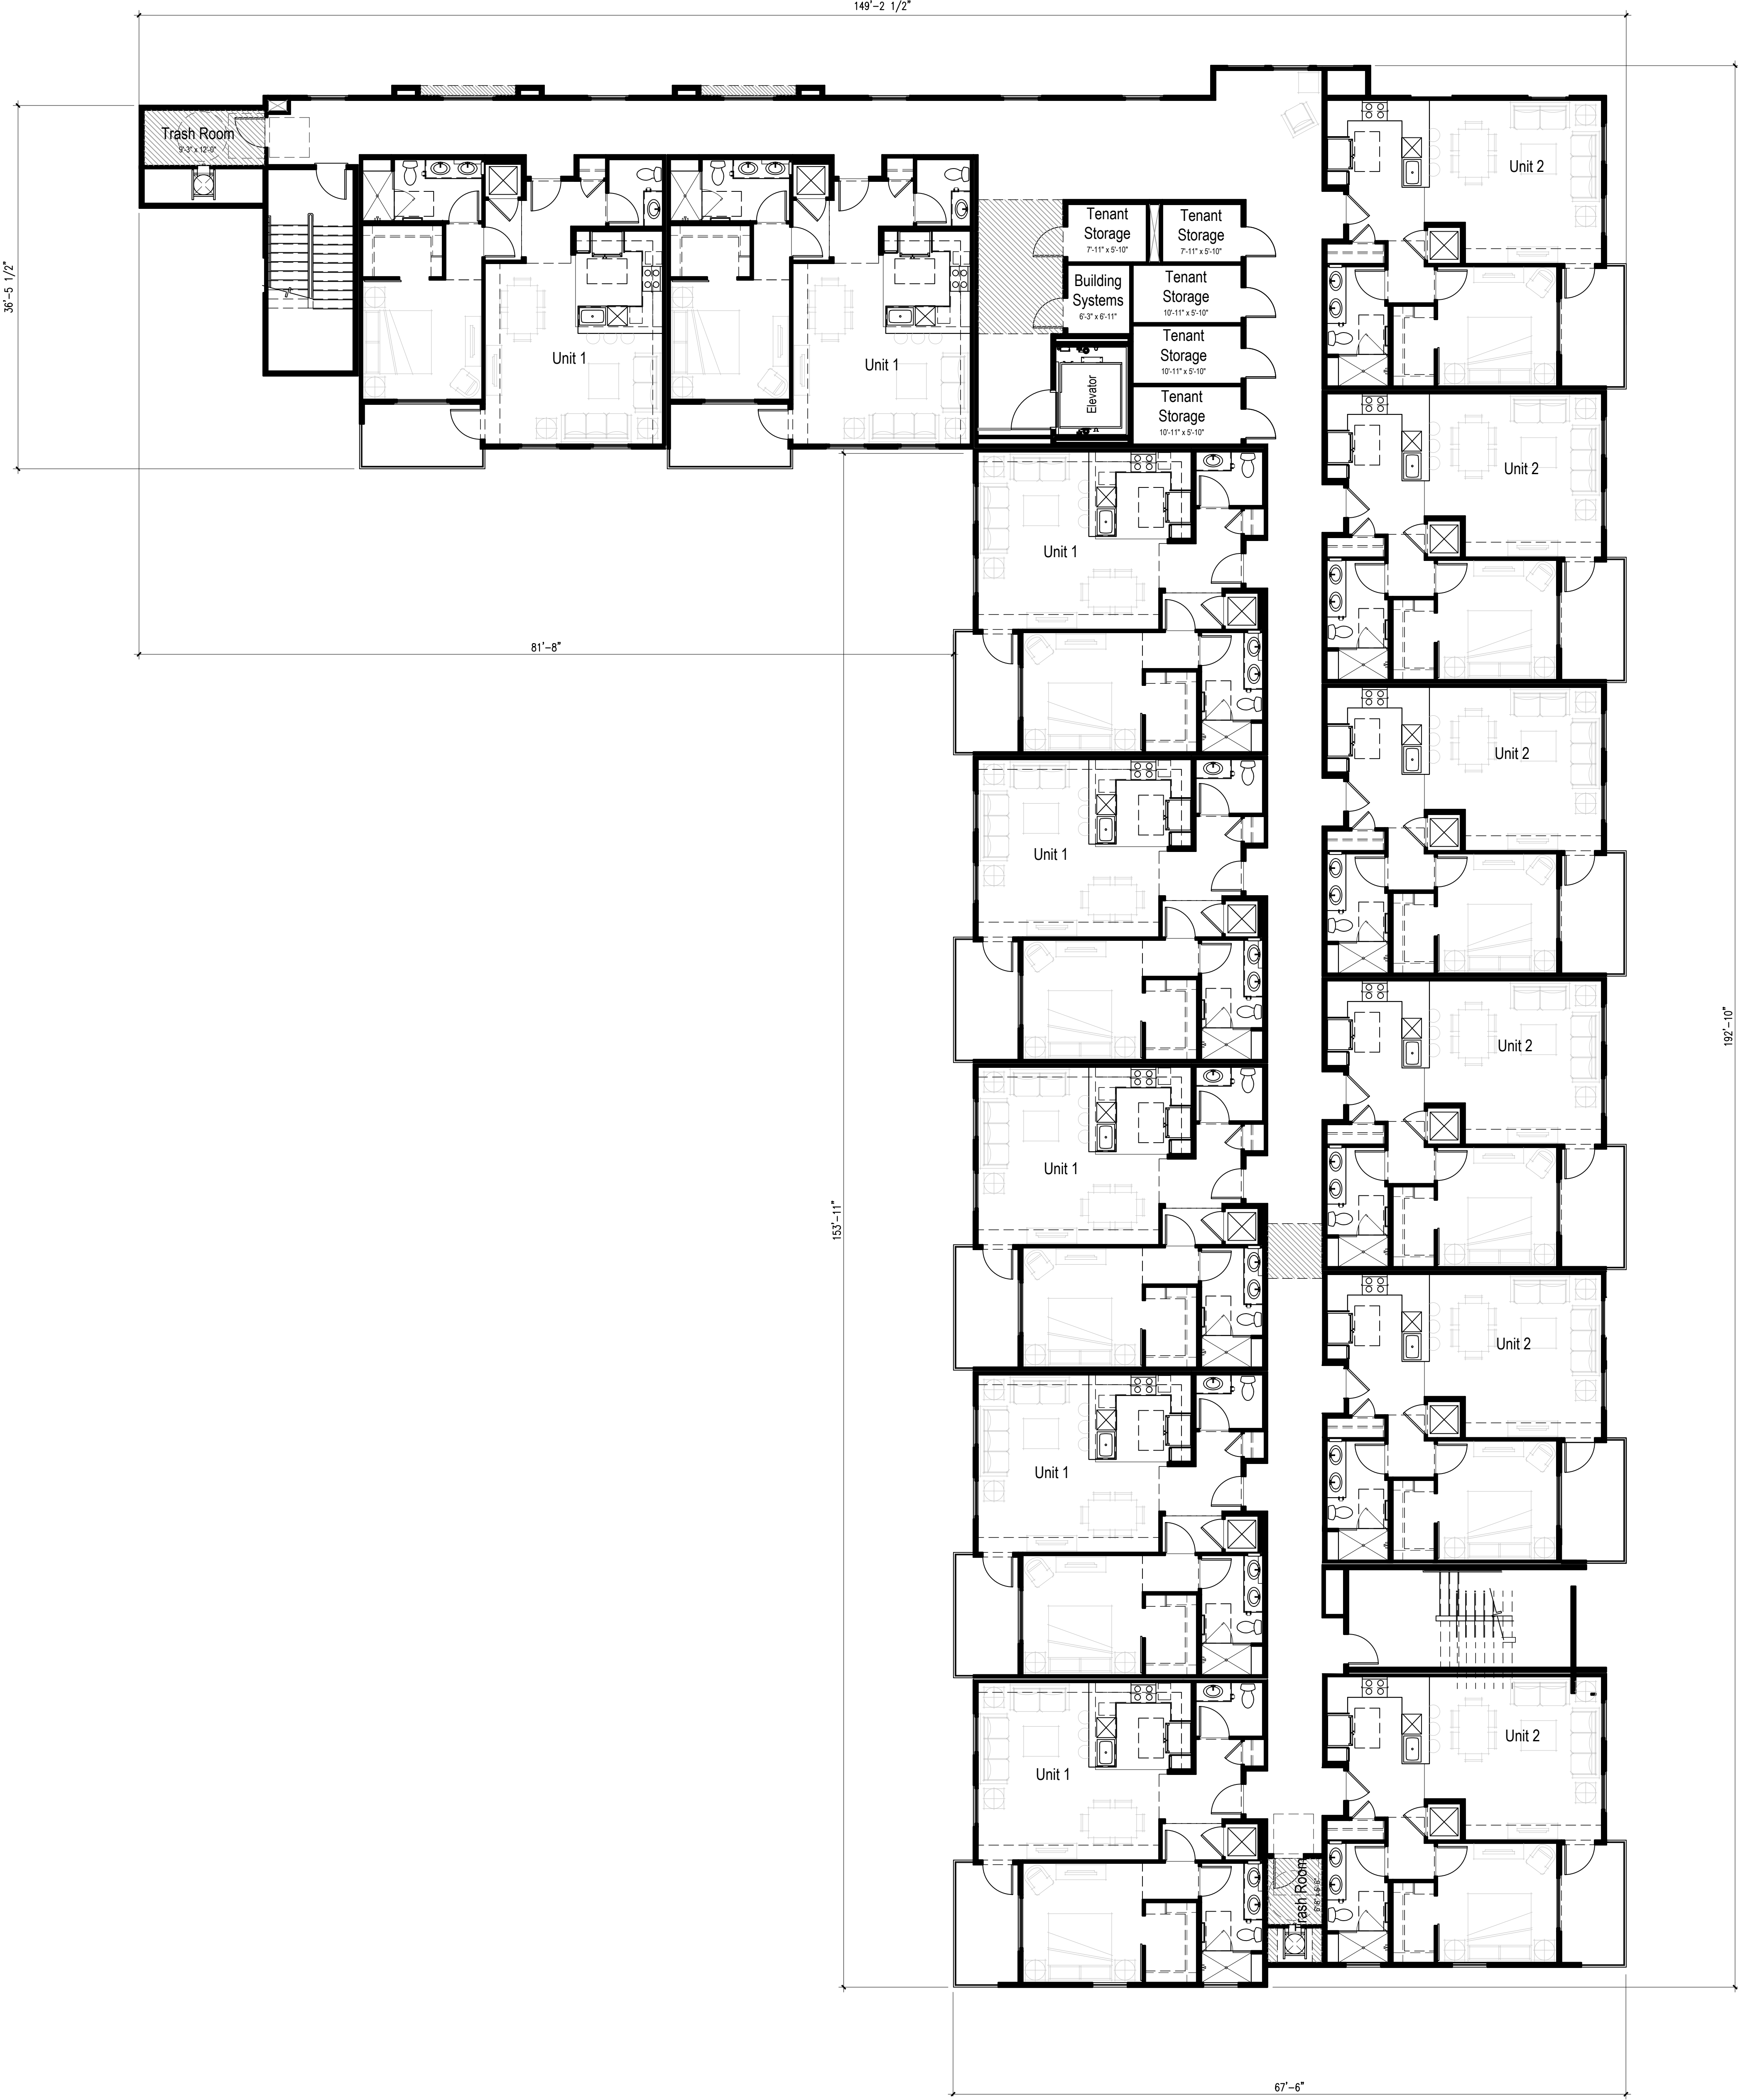 149'-2 1/2"
Trash Room
9'-3" x 12'-0"
36'-5 1/2"
Unit 2
Tenant
Storage
7'-11" x 5'-10"
Tenant
Storage
7'-11" x 5'-10"
Building
Systems
6'-3" x 6'-11"
Tenant
Storage
10'-11" x 5'-10"
Tenant
Storage
10'-11" x 5'-10"
Elevator
Tenant
Storage
10'-11" x 5'-10"
Unit 1
Unit 1
Unit 2
Unit 1
81'-8"
Unit 2
Unit 1
192'-10"
Unit 2
Unit 1
153'-11"
Unit 2
Unit 1
Unit 2
Unit 1
Trash Room
67'-6"